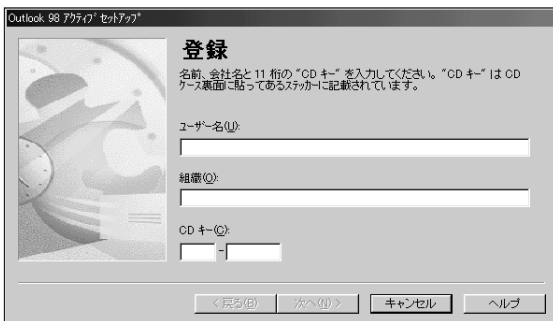 Outlook 98 ｱｸﾃｨﾌﾞ ｾｯﾄｱｯﾌﾟ
登録
名前、会社名と 11 桁の "CD キー" を入力してください。"CD キー" は CD
ケース裏面に貼ってあるステッカーに記載されています。
ユーザー名(U):
組織(O):
CD キー(C):
-
< 戻る(B)
次へ(N) >
キャンセル
ヘルプ